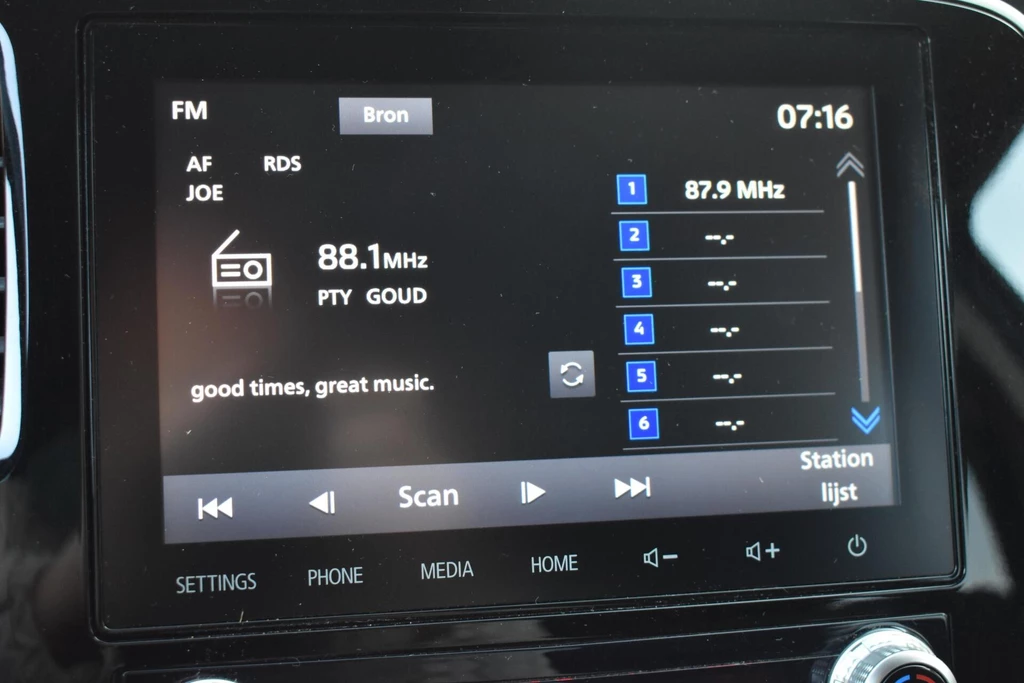 FM
Bron
07:16
AF RDS
JOE
88.1MHz
PTY GOUD
good times, great music.
1 87.9 MHz
2 --.-
3 --.-
4 --.-
5 --.-
6 --.-
Scan
Station
lijst
SETTINGS
PHONE
MEDIA
HOME